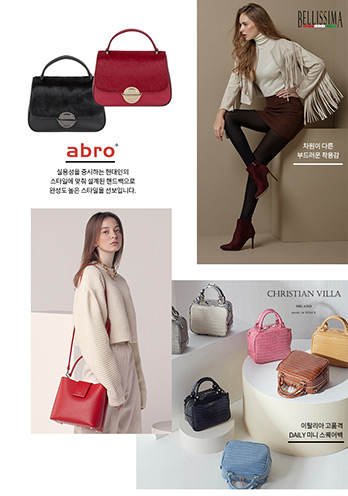 BELLISSIMA
abro+
실용성을 중시하는 현대인의
스타일에 맞춰 설계된 핸드백으로
완성도 높은 스타일을 선보입니다.
차원이 다른
부드러운 착용감
CHRISTIAN VILLA
MILANO
made in ITALY
이탈리아 고품격
DAILY 미니 스퀘어백